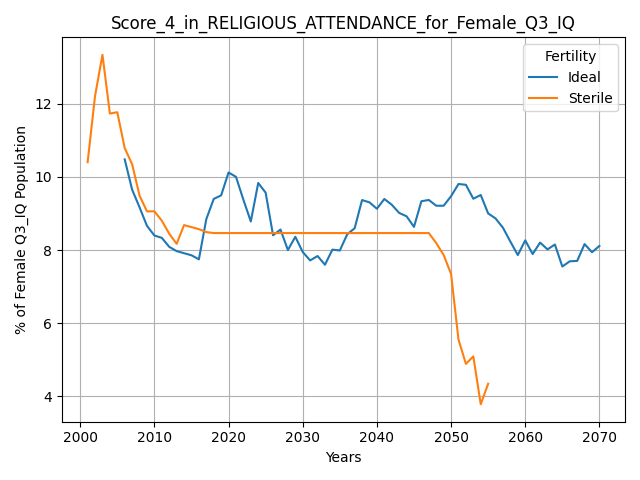 Score_4_in_RELIGIOUS_ATTENDANCE_for_Female_Q3_IQ
Fertility
Ideal
Sterile
% of Female Q3_IQ Population
12
10
8
6
4
2000 2010 2020 2030 2040 2050 2060 2070
Years